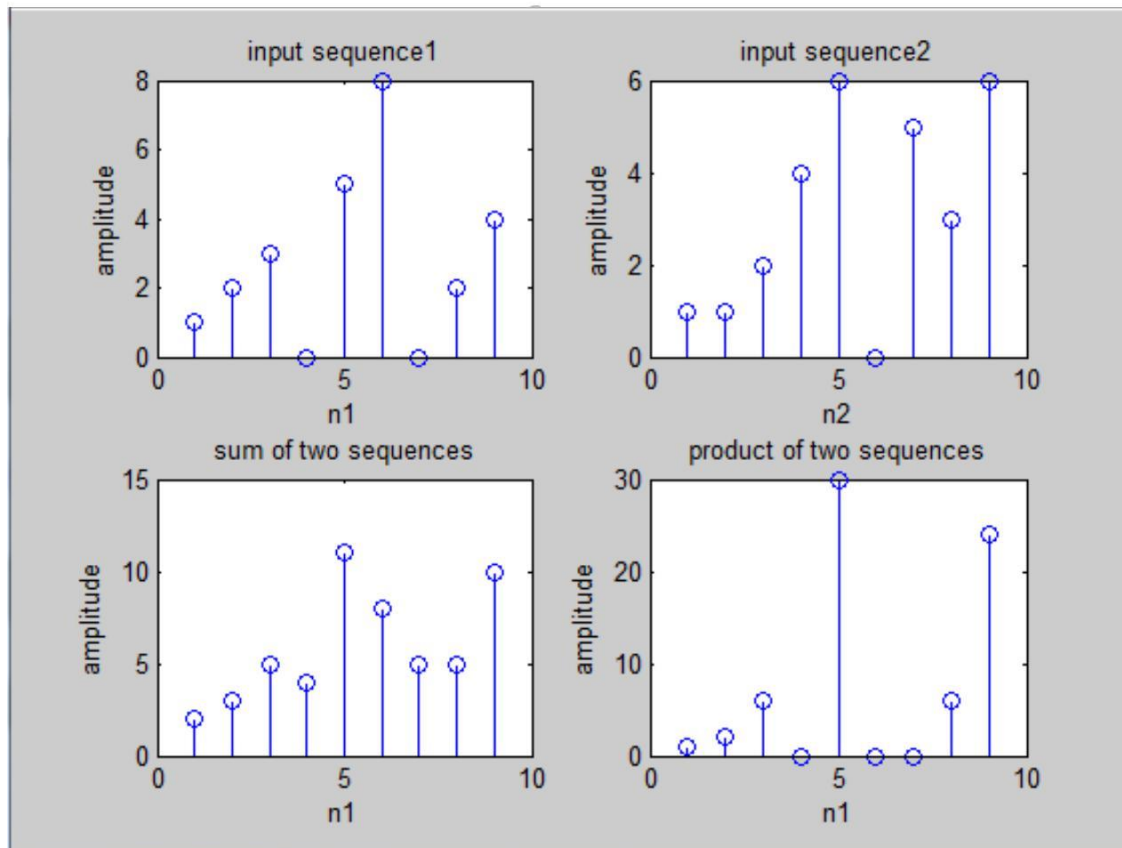 input sequence1
8
6
4
2
0
amplitude
0 5 10
n1
input sequence2
6
4
2
0
amplitude
0 5 10
n2
sum of two sequences
15
10
5
0
amplitude
0 5 10
n1
product of two sequences
30
20
10
0
amplitude
0 5 10
n1